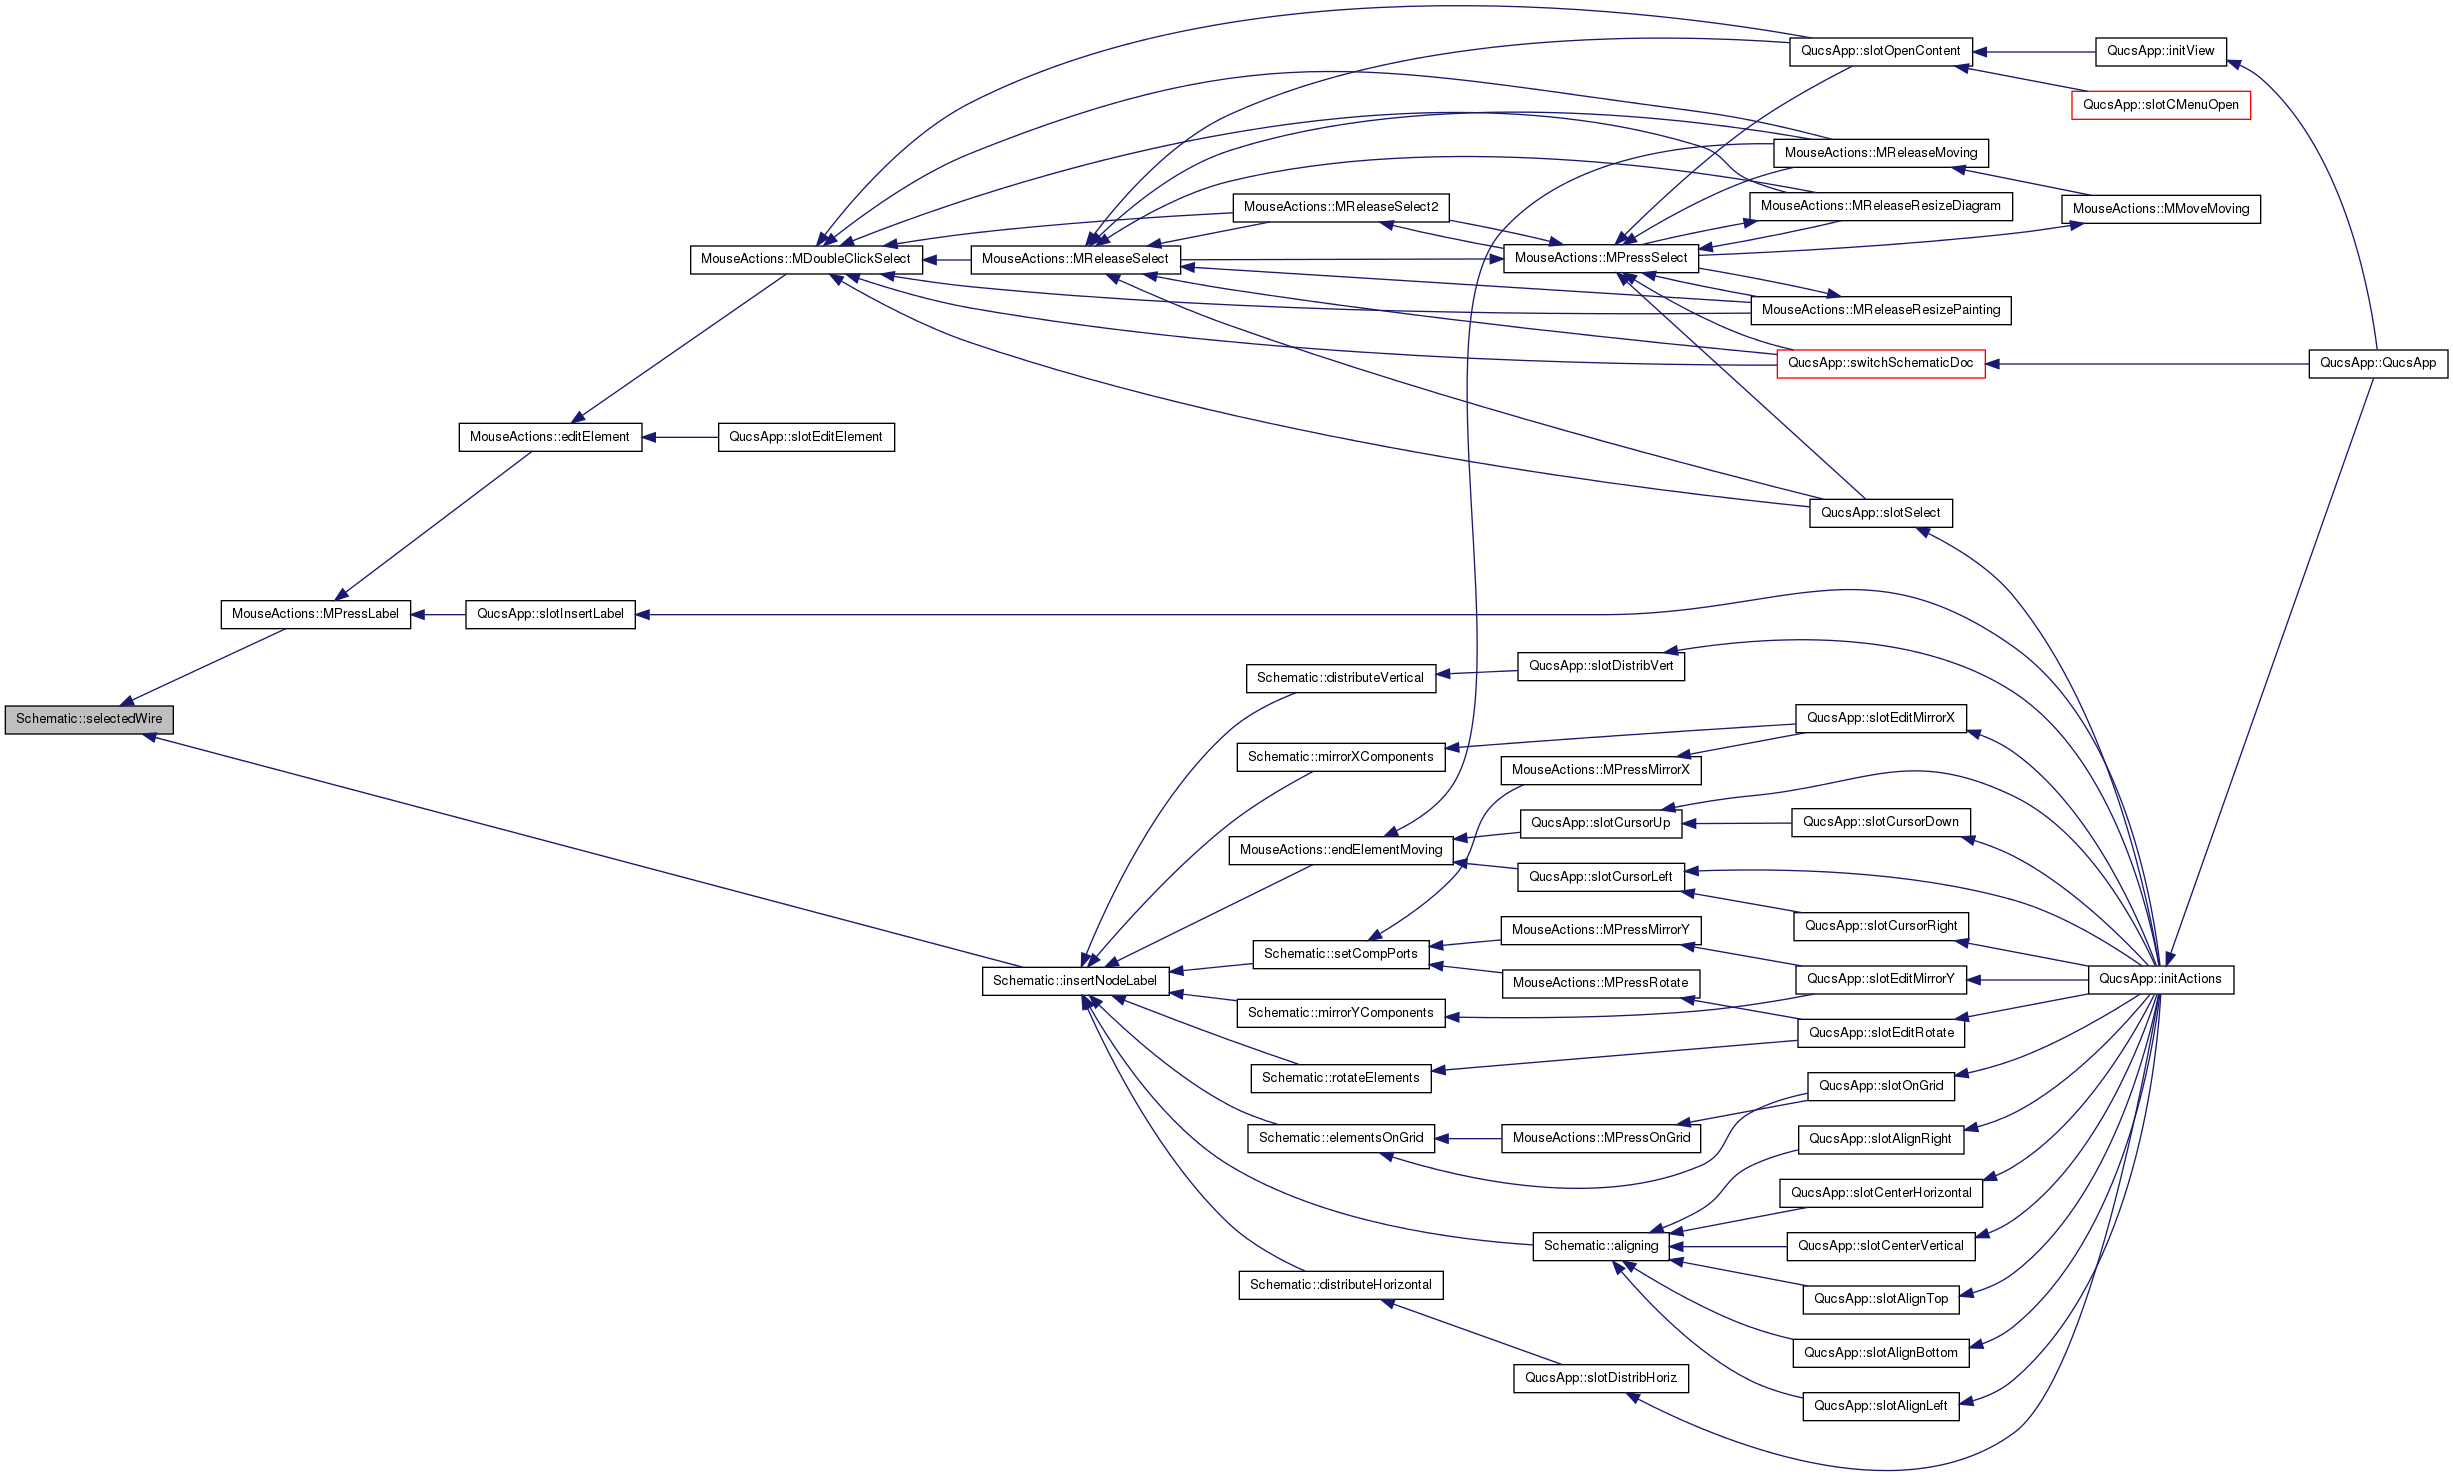 QucsApp::slotOpenContent
QucsApp::initView
QucsApp::slotCMenuOpen
MouseActions::MReleaseMoving
MouseActions::MReleaseSelect2
MouseActions::MReleaseResizeDiagram
MouseActions::MMoveMoving
MouseActions::MDoubleClickSelect
MouseActions::MReleaseSelect
MouseActions::MPressSelect
MouseActions::MReleaseResizePainting
QucsApp::switchSchematicDoc
QucsApp::QucsApp
MouseActions::editElement
QucsApp::slotEditElement
QucsApp::slotSelect
MouseActions::MPressLabel
QucsApp::slotInsertLabel
Schematic::distributeVertical
QucsApp::slotDistribVert
Schematic::selectedWire
QucsApp::slotEditMirrorX
Schematic::mirrorXComponents
MouseActions::MPressMirrorX
QucsApp::slotCursorUp
QucsApp::slotCursorDown
MouseActions::endElementMoving
QucsApp::slotCursorLeft
QucsApp::slotCursorRight
MouseActions::MPressMirrorY
Schematic::setCompPorts
Schematic::insertNodeLabel
MouseActions::MPressRotate
QucsApp::slotEditMirrorY
QucsApp::initActions
Schematic::mirrorYComponents
QucsApp::slotEditRotate
Schematic::rotateElements
QucsApp::slotOnGrid
Schematic::elementsOnGrid
MouseActions::MPressOnGrid
QucsApp::slotAlignRight
QucsApp::slotCenterHorizontal
Schematic::aligning
QucsApp::slotCenterVertical
Schematic::distributeHorizontal
QucsApp::slotAlignTop
QucsApp::slotAlignBottom
QucsApp::slotDistribHoriz
QucsApp::slotAlignLeft